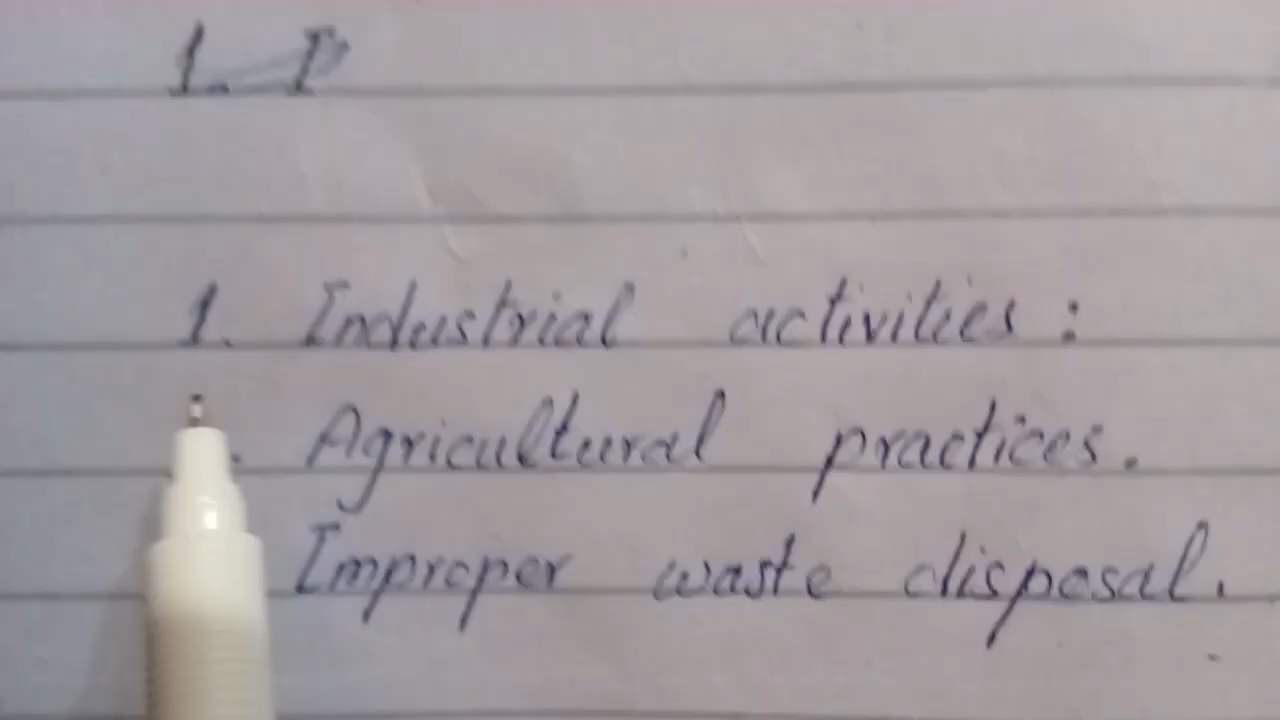 1. P
1. Industrial activities:
. Agricultural practices.
Improper waste disposal.